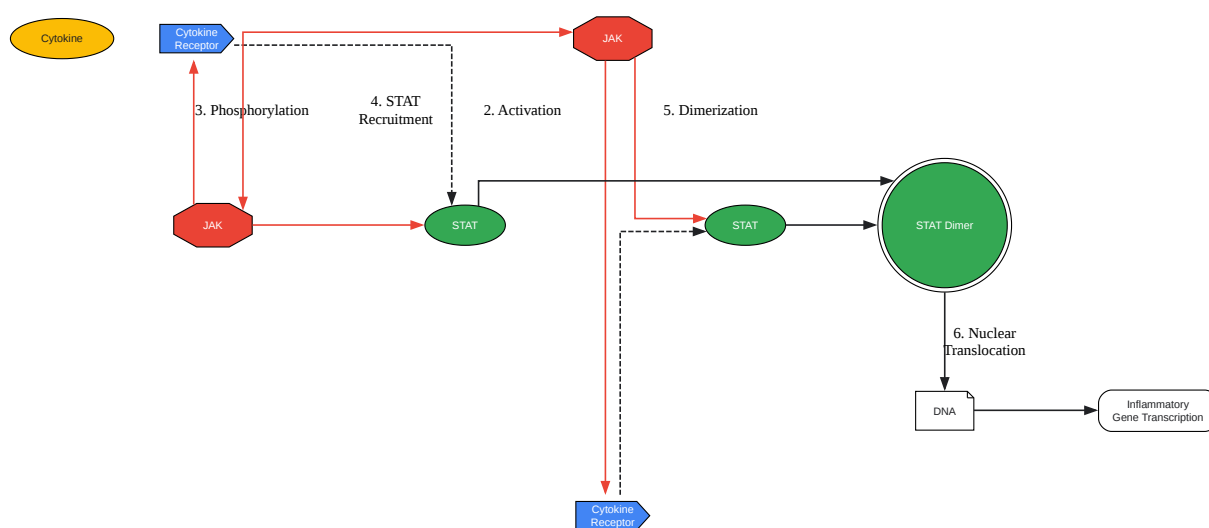 Cytokine
Cytokine
Receptor
JAK
3. Phosphorylation
4. STAT
Recruitment
2. Activation
5. Dimerization
JAK
STAT
STAT
STAT Dimer
6. Nuclear
Translocation
DNA
Inflammatory
Gene Transcription
Cytokine
Receptor